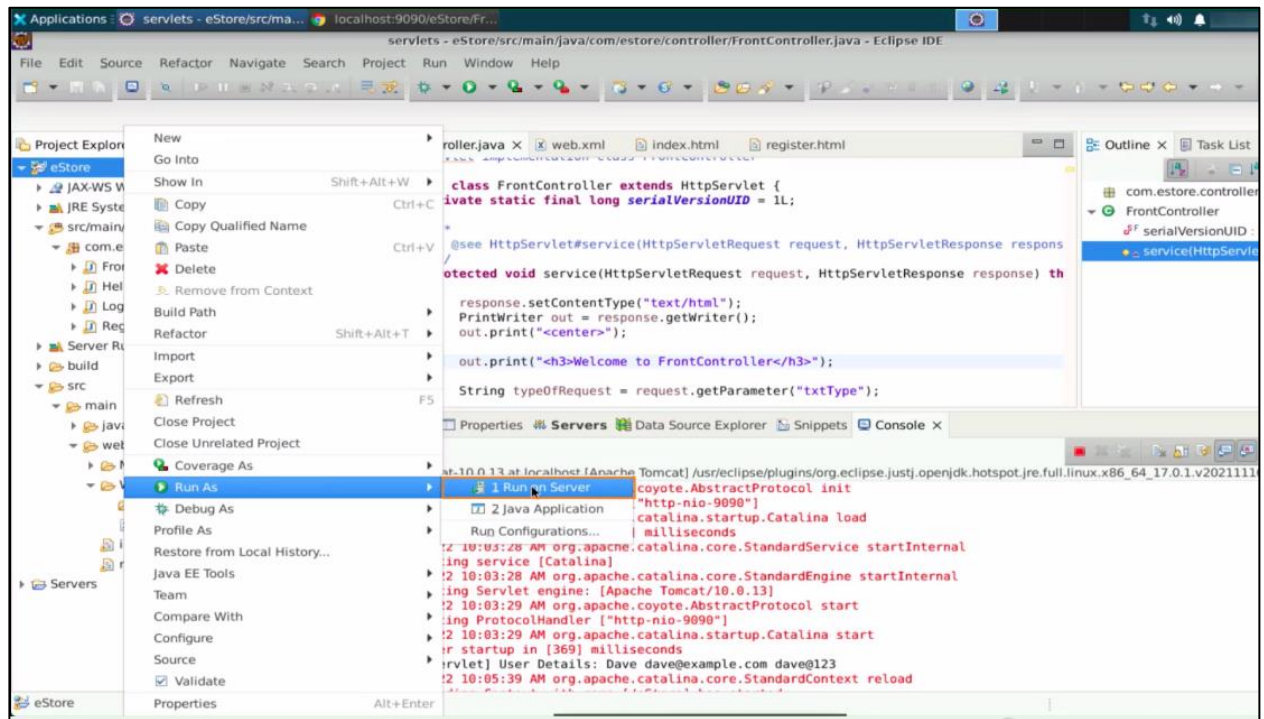 Applications : servlets - eStore/src/ma... localhost:9090/eStore/Fr...
servlets - eStore/src/main/java/com/estore/controller/FrontController.java - Eclipse IDE
File Edit Source Refactor Navigate Search Project Run Window Help
Project Explore
eStore
JAX-WS W
JRE Syste
src/main/
com.e
Fror
Hel
Log
Reg
Server Ru
build
src
main
java
web
Servers
eStore
New
Go Into
Show In Shift+Alt+W
Copy Ctrl+C
Copy Qualified Name
Paste Ctrl+V
Delete
Remove from Context
Build Path
Refactor Shift+Alt+T
Import
Export
Refresh F5
Close Project
Close Unrelated Project
Coverage As
Run As
Debug As
Profile As
Restore from Local History...
Java EE Tools
Team
Compare With
Configure
Source
Validate
Properties Alt+Enter
1 Run on Server
2 Java Application
Run Configurations...
roller.java web.xml index.html register.html
class FrontController extends HttpServlet {
ivate static final long serialVersionUID = 1L;
*
@see HttpServlet#service(HttpServletRequest request, HttpServletResponse respons
/
otected void service(HttpServletRequest request, HttpServletResponse response) th
response.setContentType("text/html");
PrintWriter out = response.getWriter();
out.print("<center>");
out.print("<h3>Welcome to FrontController</h3>");
String typeOfRequest = request.getParameter("txtType");
Outline Task List
com.estore.controller
FrontController
serialVersionUID :
service(HttpServle
Properties Servers Data Source Explorer Snippets Console
at-10.0.13 at localhost [Apache Tomcat] /usr/eclipse/plugins/org.eclipse.justj.openjdk.hotspot.jre.full.linux.x86_64_17.0.1.v2021111
coyote.AbstractProtocol init
"http-nio-9090"]
catalina.startup.Catalina load
milliseconds
22 10:03:28 AM org.apache.catalina.core.StandardService startInternal
ing service [Catalina]
22 10:03:28 AM org.apache.catalina.core.StandardEngine startInternal
ing Servlet engine: [Apache Tomcat/10.0.13]
22 10:03:29 AM org.apache.coyote.AbstractProtocol start
ing ProtocolHandler ["http-nio-9090"]
22 10:03:29 AM org.apache.catalina.startup.Catalina start
er startup in [369] milliseconds
ervlet] User Details: Dave dave@example.com dave@123
22 10:05:39 AM org.apache.catalina.core.StandardContext reload